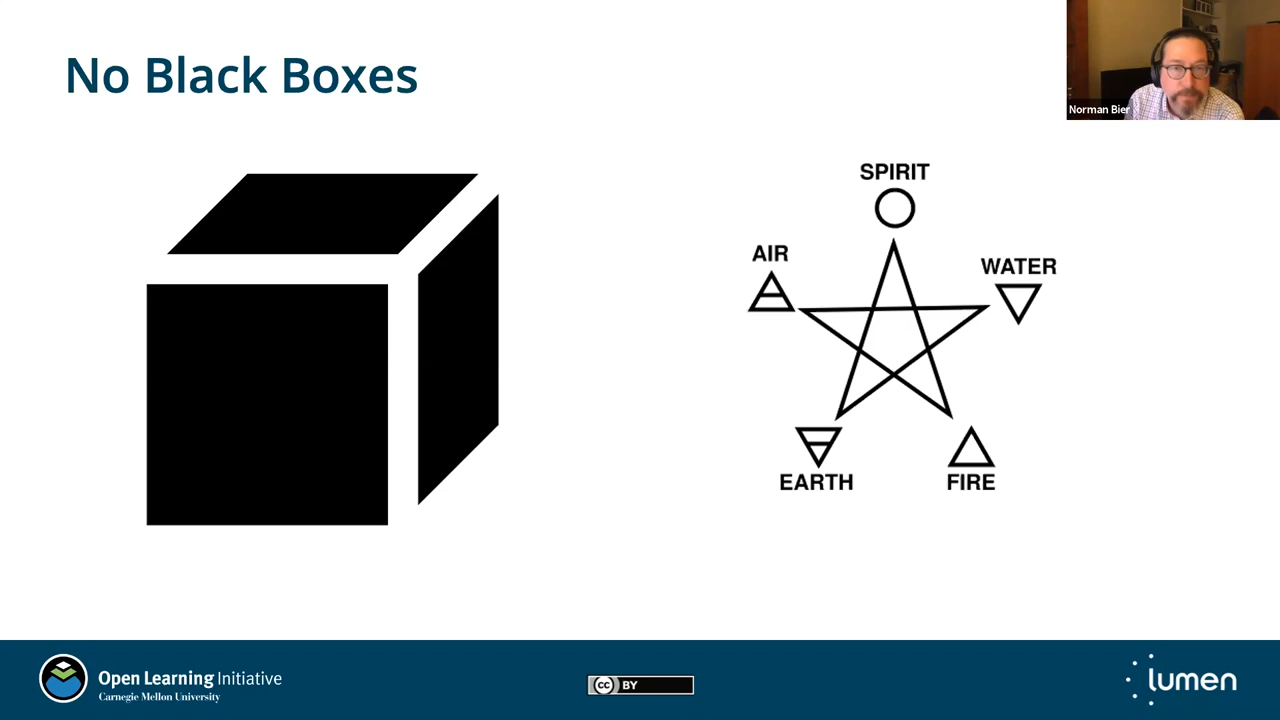 No Black Boxes
Norman Bier
SPIRIT
AIR
WATER
EARTH
FIRE
Open Learning Initiative
Carnegie Mellon University
cc BY
lumen